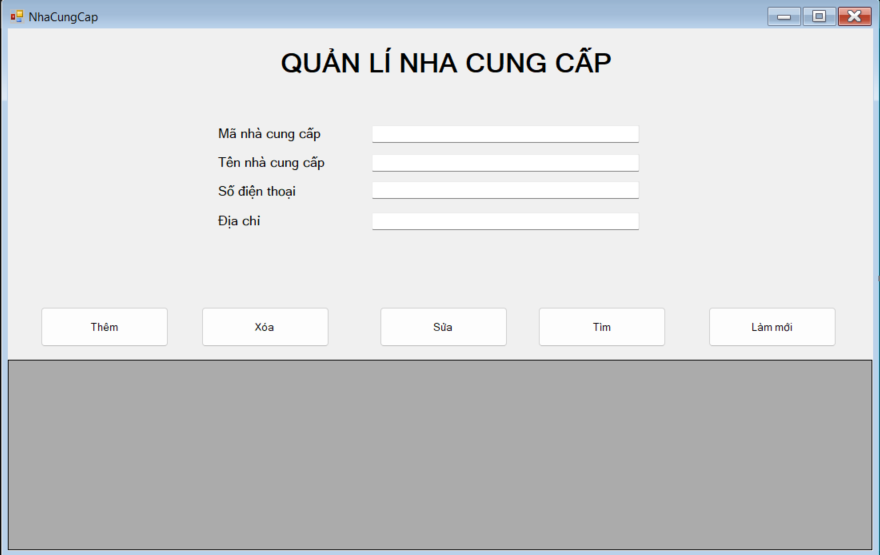 NhaCungCap
QUẢN LÍ NHA CUNG CẤP
Mã nhà cung cấp
Tên nhà cung cấp
Số điện thoại
Địa chỉ
Thêm Xóa Sửa Tìm Làm mới